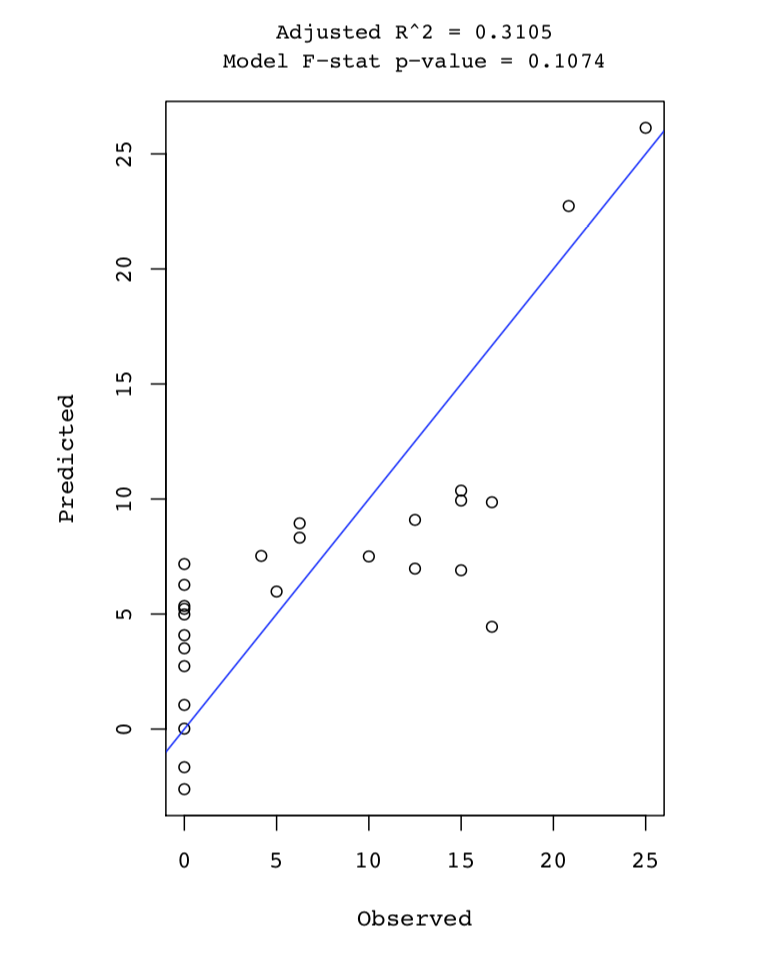 Adjusted R^2 = 0.3105
Model F-stat p-value = 0.1074
25
20
15
10
5
0
Predicted
0 5 10 15 20 25
Observed